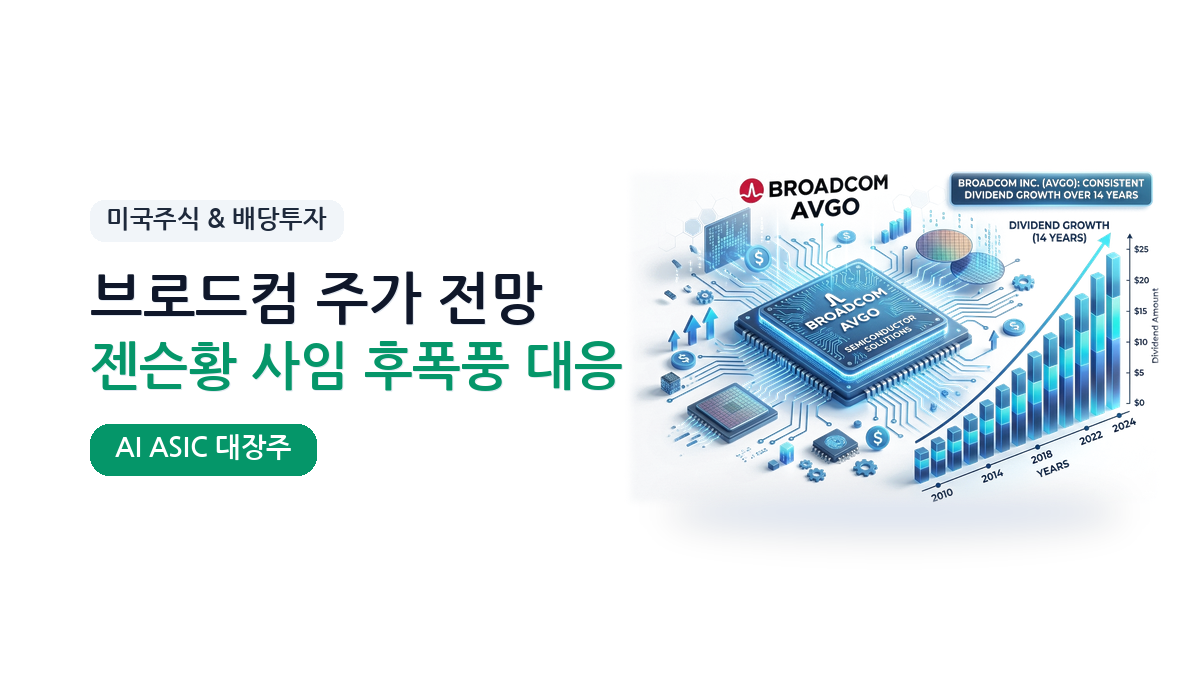 미국주식 & 배당투자
브로드컴 주가 전망
젠슨황 사임 후폭풍 대응
AI ASIC 대장주
BROADCOM
AVGO
BROADCOM INC. (AVGO): CONSISTENT
DIVIDEND GROWTH OVER 14 YEARS
DIVIDEND GROWTH
(14 YEARS)
BROADCOM
AVGO
SEMICONDUCTOR
SOLUTIONS
$25
$20
$15
$10
$5
$0
Dividend Amount
2010
2014
2018
2022
2024
YEARS